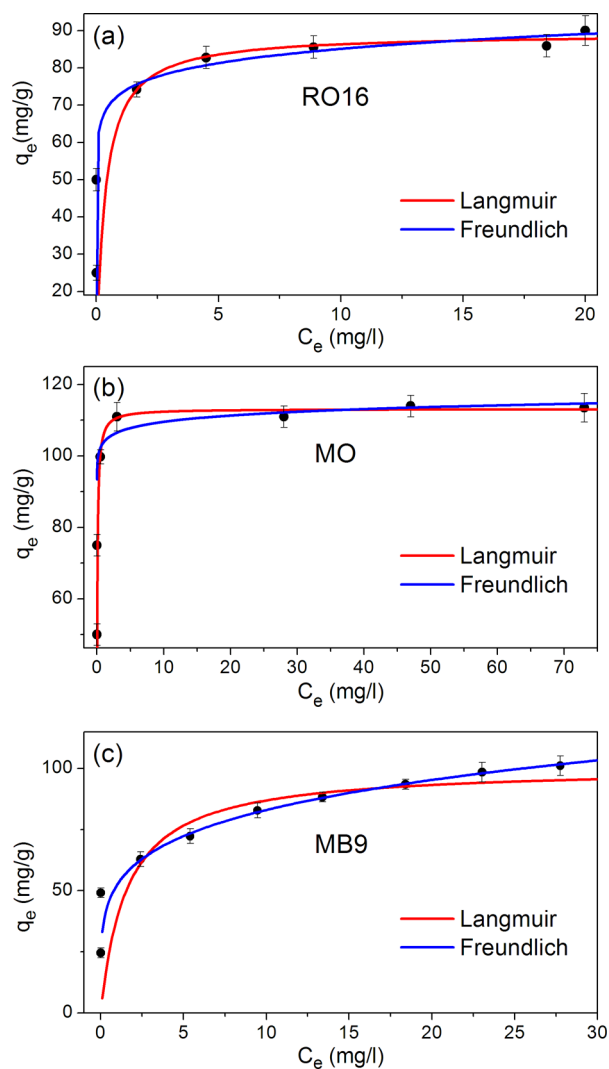 (a)
90
80
70
60
50
40
30
20
qe(mg/g)
RO16
Langmuir
Freundlich
0 5 10 15 20
Ce (mg/l)
(b)
120
100
80
60
qe (mg/g)
MO
Langmuir
Freundlich
0 10 20 30 40 50 60 70
Ce (mg/l)
(c)
100
50
0
qe (mg/g)
MB9
Langmuir
Freundlich
0 5 10 15 20 25 30
Ce (mg/l)